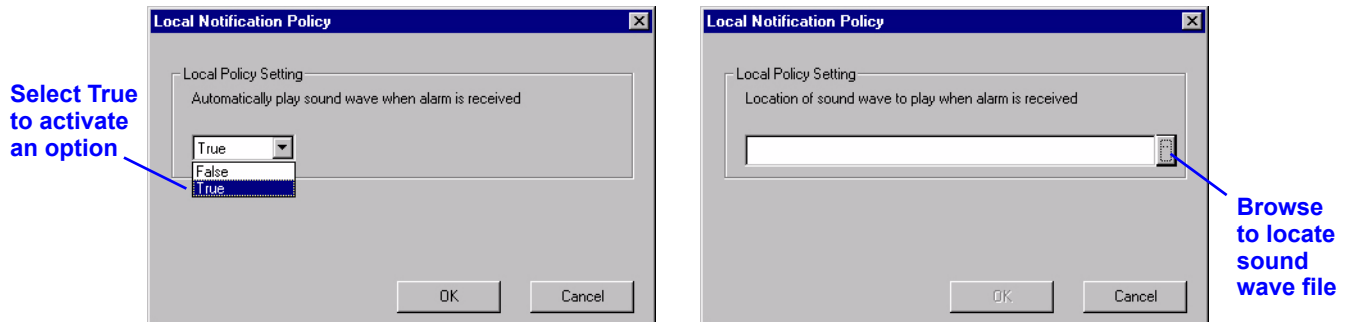 Local Notification Policy
Local Policy Setting
Automatically play sound wave when alarm is received
Select True
to activate
an option
True
False
True
OK
Cancel
Local Notification Policy
Local Policy Setting
Location of sound wave to play when alarm is received
Browse
to locate
sound
wave file
OK
Cancel